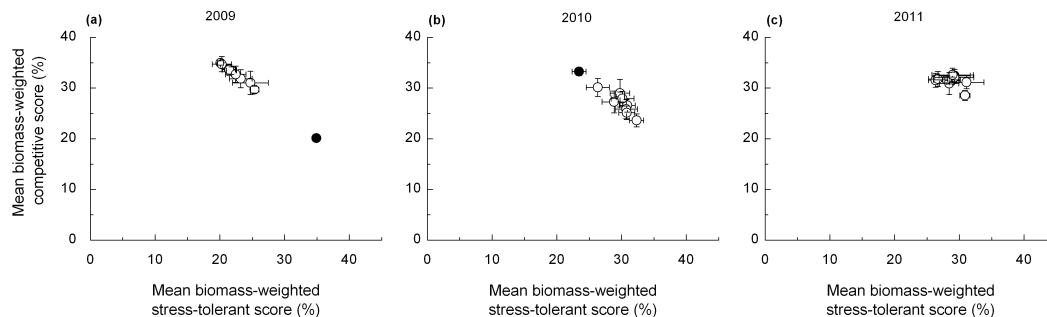 (a)
2009
(b)
2010
(c)
2011
Mean biomass-weighted
competitive score (%)
40
30
20
10
0
0 10 20 30 40
Mean biomass-weighted
stress-tolerant score (%)
40
30
20
10
0
0 10 20 30 40
Mean biomass-weighted
stress-tolerant score (%)
40
30
20
10
0
0 10 20 30 40
Mean biomass-weighted
stress-tolerant score (%)